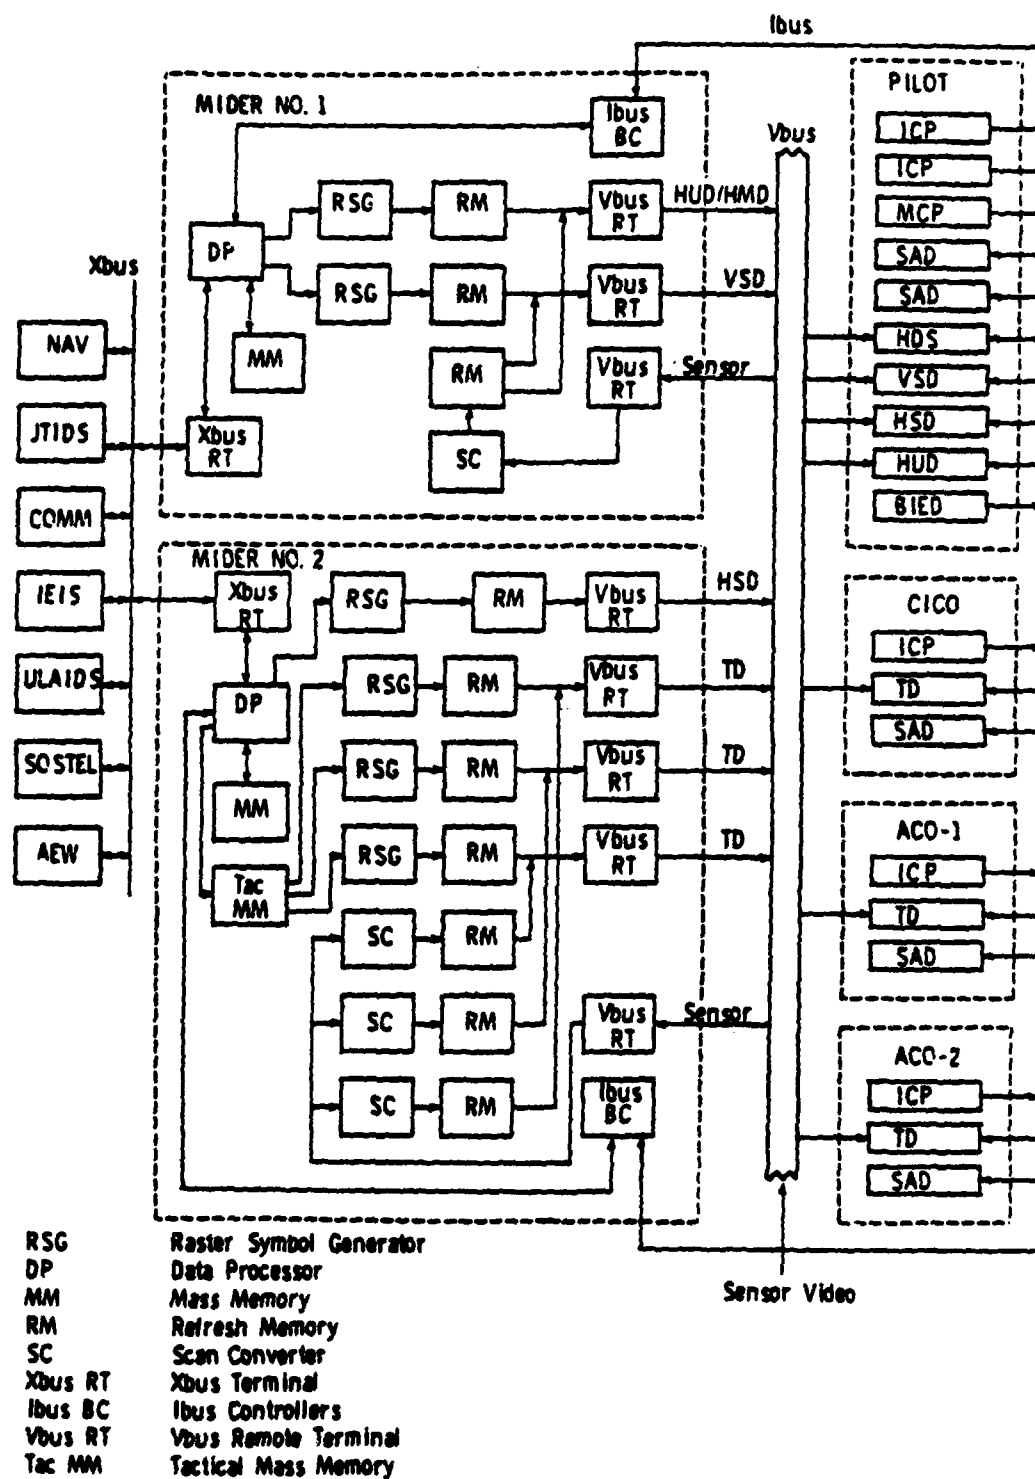 Ibus
MIDER NO. 1
Ibus BC
Vbus
PILOT
ICP
ICP
MCP
SAD
SAD
HDS
VSD
HSD
HUD
BIED
RSG
RM
Vbus RT
HUD/HMD
DP
RSG
RM
Vbus RT
VSD
MM
RM
Vbus RT
Sensor
Xbus RT
SC
Xbus
NAV
JTIDS
COMM
IEIS
ULAIDS
SOSTEL
AEW
MIDER NO. 2
Xbus RT
RSG
RM
Vbus RT
HSD
DP
RSG
RM
Vbus RT
TD
MM
RSG
RM
Vbus RT
TD
Tac MM
RSG
RM
Vbus RT
TD
SC
RM
SC
RM
Vbus RT
Sensor
SC
RM
Ibus BC
CICO
ICP
TD
SAD
ACO-1
ICP
TD
SAD
ACO-2
ICP
TD
SAD
Sensor Video
RSG Raster Symbol Generator
DP Data Processor
MM Mass Memory
RM Refresh Memory
SC Scan Converter
Xbus RT Xbus Terminal
Ibus BC Ibus Controllers
Vbus RT Vbus Remote Terminal
Tac MM Tactical Mass Memory